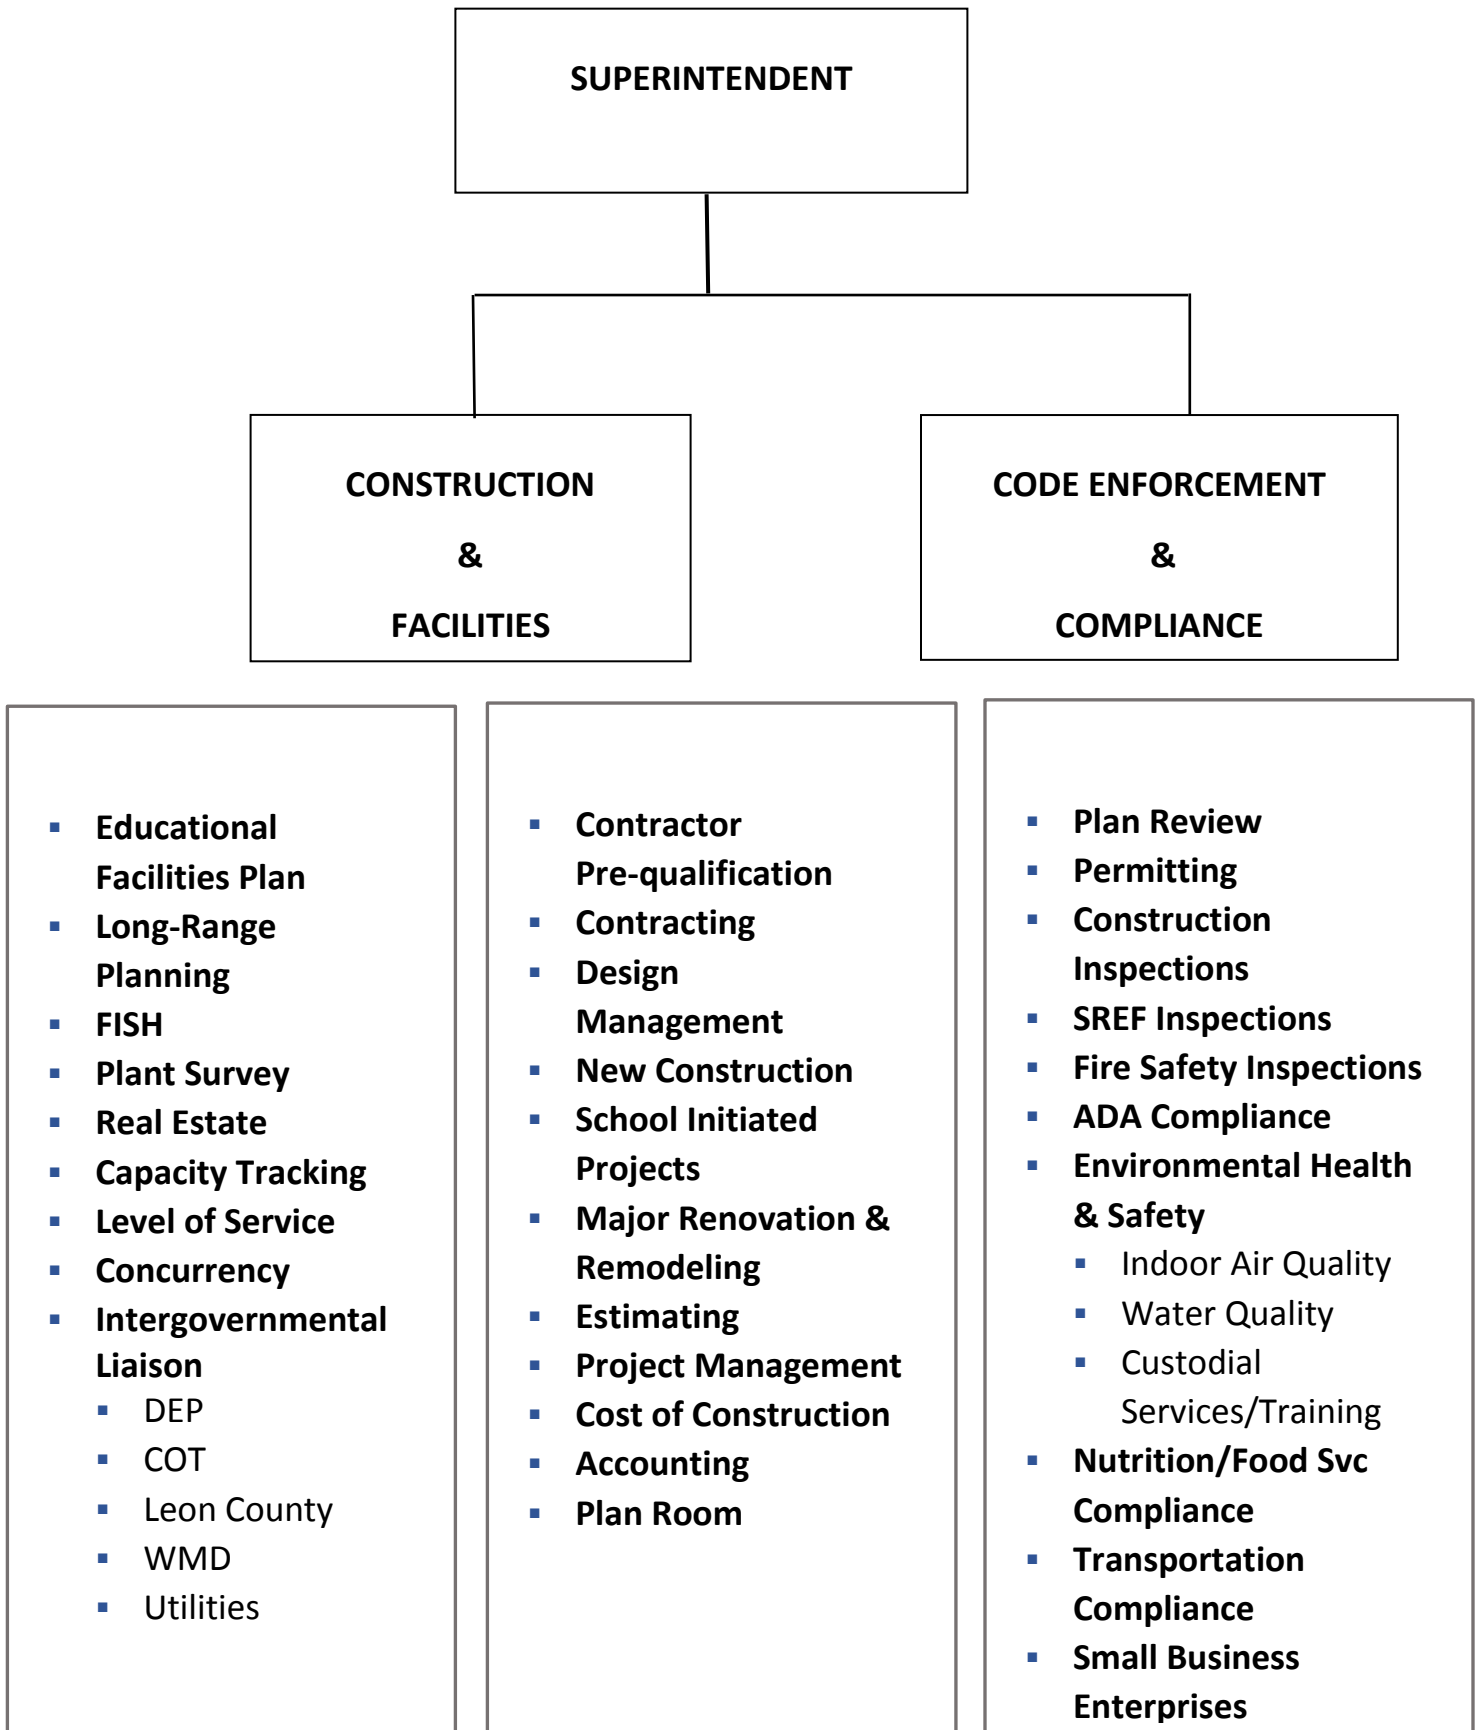 SUPERINTENDENT
CONSTRUCTION
&
FACILITIES
CODE ENFORCEMENT
&
COMPLIANCE
▪ Educational
Facilities Plan
▪ Long-Range
Planning
▪ FISH
▪ Plant Survey
▪ Real Estate
▪ Capacity Tracking
▪ Level of Service
▪ Concurrency
▪ Intergovernmental
Liaison
▪ DEP
▪ COT
▪ Leon County
▪ WMD
▪ Utilities
▪ Contractor
Pre-qualification
▪ Contracting
▪ Design
Management
▪ New Construction
▪ School Initiated
Projects
▪ Major Renovation &
Remodeling
▪ Estimating
▪ Project Management
▪ Cost of Construction
▪ Accounting
▪ Plan Room
▪ Plan Review
▪ Permitting
▪ Construction
Inspections
▪ SREF Inspections
▪ Fire Safety Inspections
▪ ADA Compliance
▪ Environmental Health
& Safety
▪ Indoor Air Quality
▪ Water Quality
▪ Custodial
Services/Training
▪ Nutrition/Food Svc
Compliance
▪ Transportation
Compliance
▪ Small Business
Enterprises